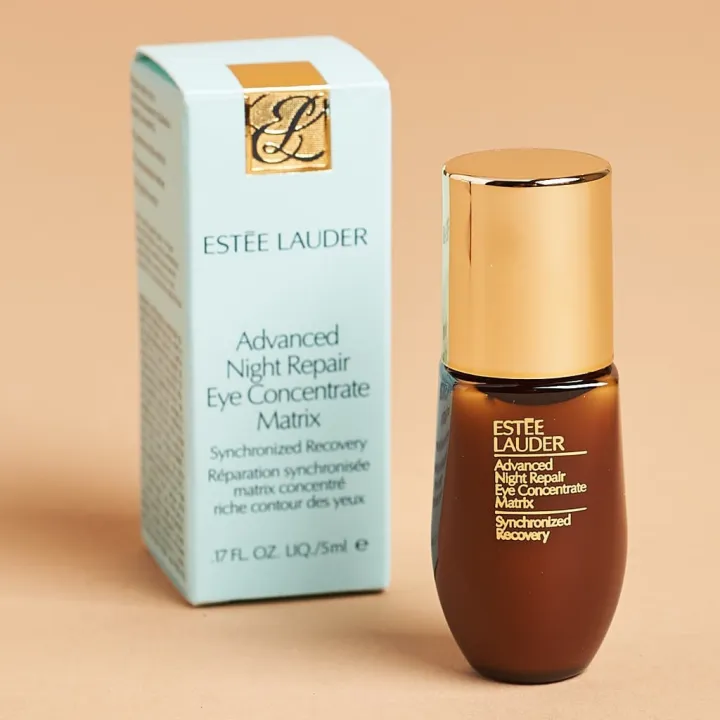 ESTĒE LAUDER
Advanced
Night Repair
Eye Concentrate
Matrix
Synchronized Recovery
Réparation synchronisée
matrix concentré
riche contour des yeux
.17 FL. OZ. LIQ./5ml ℮
ESTĒE
LAUDER
Advanced
Night Repair
Eye Concentrate
Matrix
Synchronized
Recovery